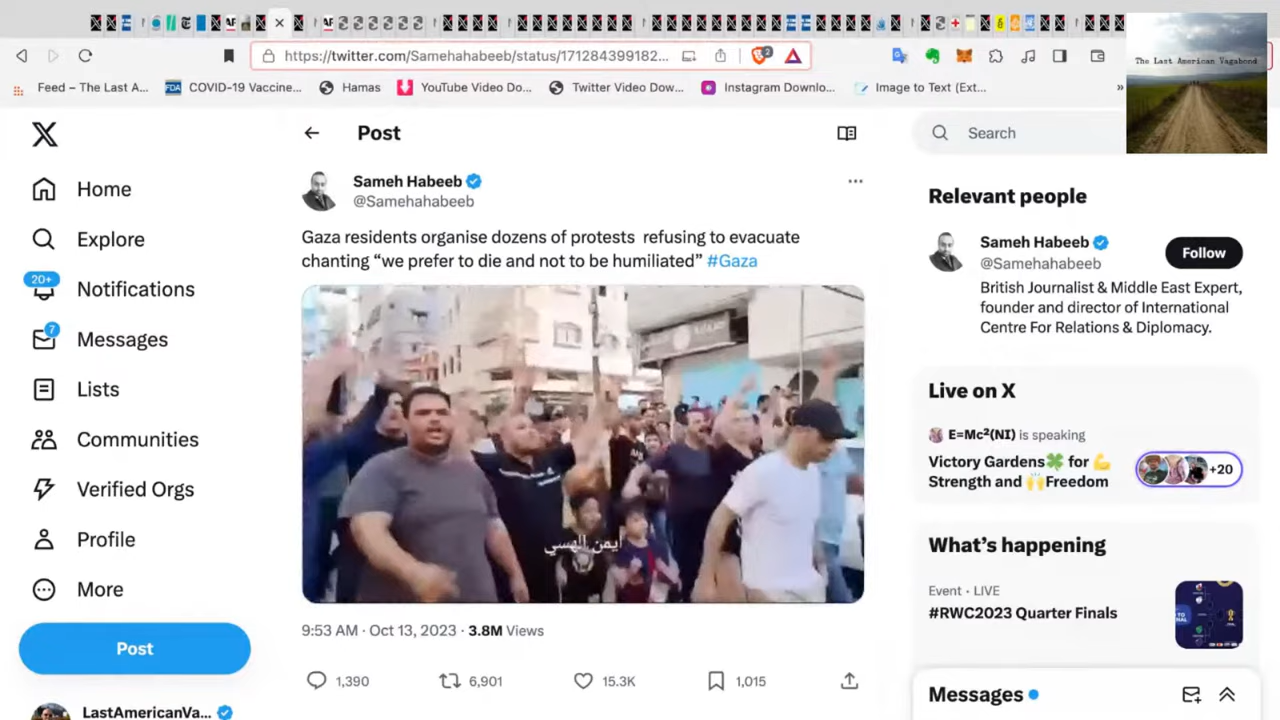 https://twitter.com/Samehahabeeb/status/171284399182...
2
The Last American Vagabond
Feed – The Last A...
FDA
COVID-19 Vaccine...
Hamas
YouTube Video Do...
Twitter Video Dow...
Instagram Downlo...
Image to Text (Ext...
»
Post
Search
Home
Explore
20+
Notifications
7
Messages
Lists
Communities
Verified Orgs
Profile
More
Post
LastAmericanVa...
Sameh Habeeb
@Samehahabeeb
Gaza residents organise dozens of protests refusing to evacuate
chanting “we prefer to die and not to be humiliated” #Gaza
أيمن الهسي
9:53 AM · Oct 13, 2023 · 3.8M Views
1,390
6,901
15.3K
1,015
Relevant people
Sameh Habeeb
@Samehahabeeb
Follow
British Journalist & Middle East Expert,
founder and director of International
Centre For Relations & Diplomacy.
Live on X
E=Mc²(NI) is speaking
Victory Gardens🍀 for 💪
Strength and 🙌Freedom
+20
What’s happening
Event · LIVE
#RWC2023 Quarter Finals
Messages